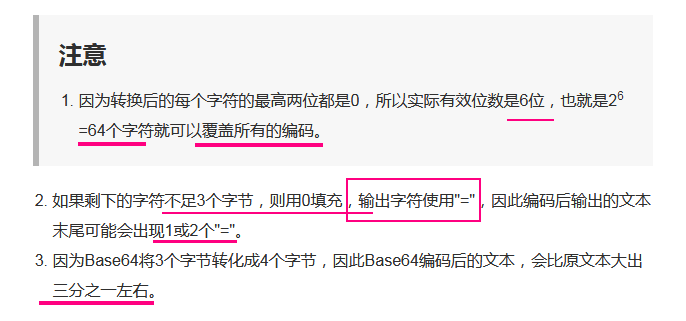 注意
1. 因为转换后的每个字符的最高两位都是0，所以实际有效位数是6位，也就是2⁶
=64个字符就可以覆盖所有的编码。
2. 如果剩下的字符不足3个字节，则用0填充，输出字符使用"="，因此编码后输出的文本
末尾可能会出现1或2个"="。
3. 因为Base64将3个字节转化成4个字节，因此Base64编码后的文本，会比原文本大出
三分之一左右。